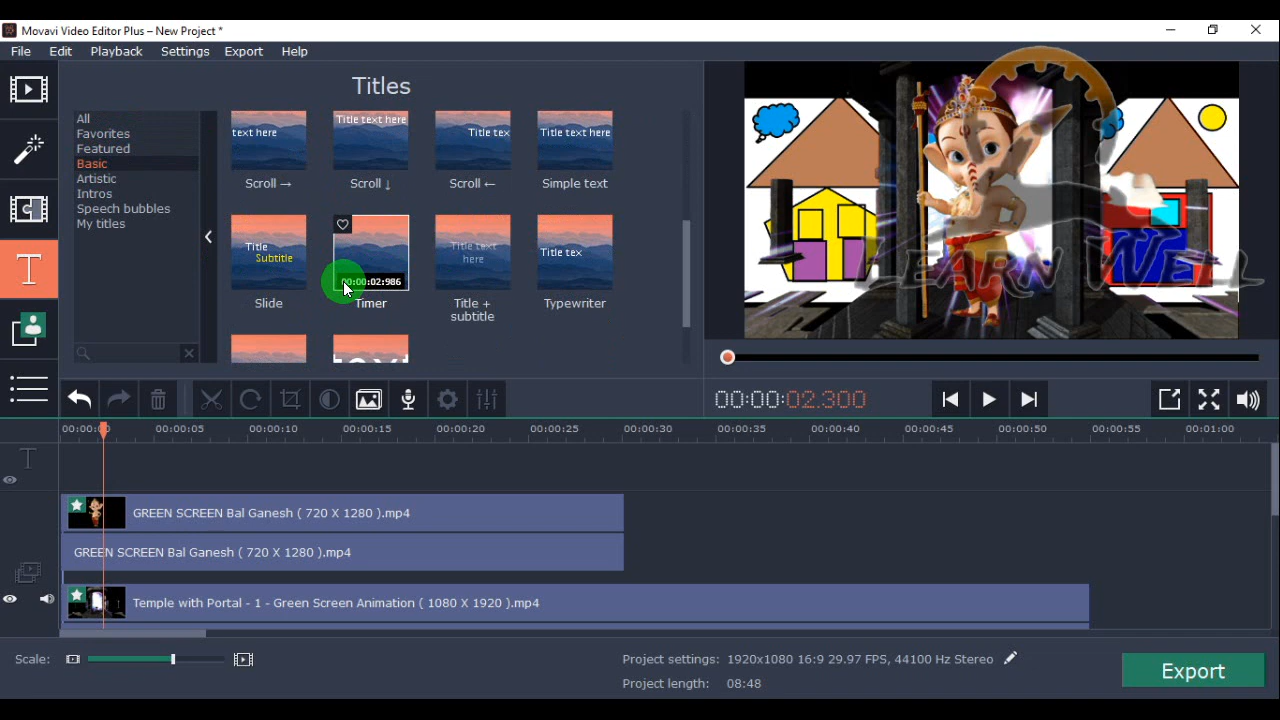 Movavi Video Editor Plus – New Project *
File Edit Playback Settings Export Help
Titles
All
Favorites
Featured
Basic
Artistic
Intros
Speech bubbles
My titles
text here
Title text here
Title tex
Title text here
Scroll →
Scroll ↓
Scroll ←
Simple text
Title
Subtitle
00:00:02:986
Title text
here
Title tex
Slide
Timer
Title +
subtitle
Typewriter
LEARN WELL
00:00:02.300
00:00:00 00:00:05 00:00:10 00:00:15 00:00:20 00:00:25 00:00:30 00:00:35 00:00:40 00:00:45 00:00:50 00:00:55 00:01:00
GREEN SCREEN Bal Ganesh ( 720 X 1280 ).mp4
GREEN SCREEN Bal Ganesh ( 720 X 1280 ).mp4
Temple with Portal - 1 - Green Screen Animation ( 1080 X 1920 ).mp4
Scale:
Project settings: 1920x1080 16:9 29.97 FPS, 44100 Hz Stereo
Project length: 08:48
Export